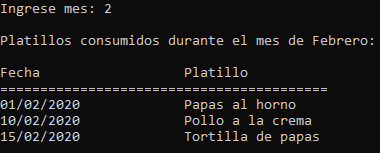 Ingrese mes: 2
Platillos consumidos durante el mes de Febrero:
Fecha Platillo
=========================================
01/02/2020 Papas al horno
10/02/2020 Pollo a la crema
15/02/2020 Tortilla de papas